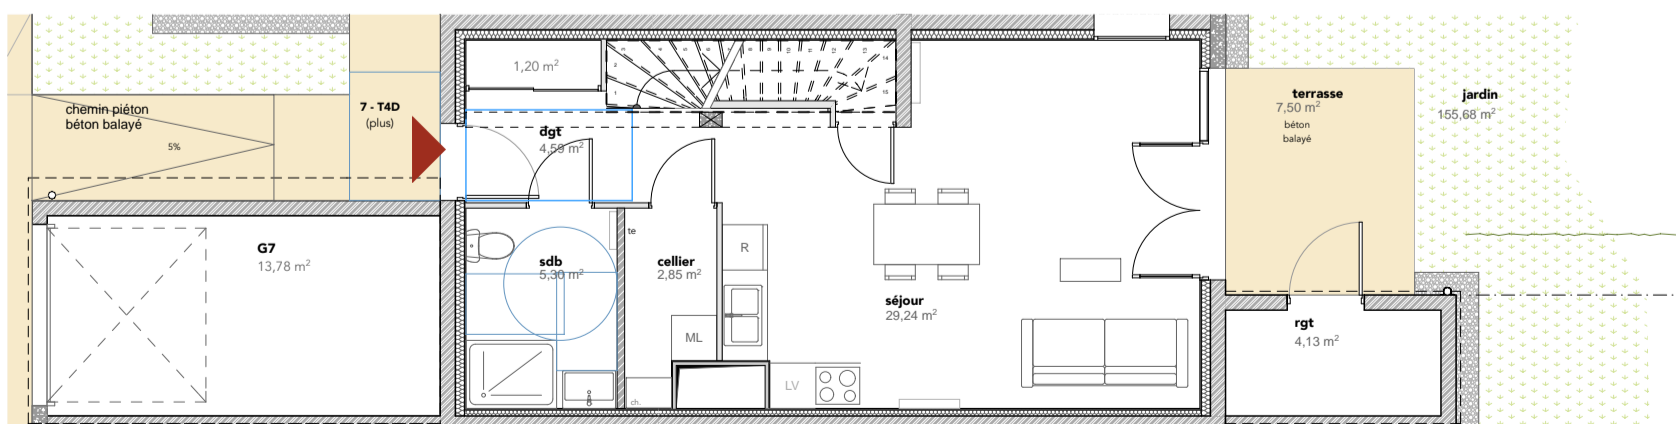 chemin piéton
béton balayé
5%
7 - T4D
(plus)
1,20 m²
dgt
4,59 m²
G7
13,78 m²
sdb
5,30 m²
te
cellier
2,85 m²
R
ML
ch.
LV
séjour
29,24 m²
terrasse
7,50 m²
béton
balayé
jardin
155,68 m²
rgt
4,13 m²